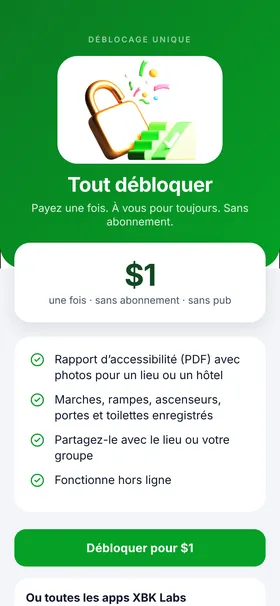 DÉBLOCAGE UNIQUE
Tout débloquer
Payez une fois. À vous pour toujours. Sans
abonnement.
$1
une fois · sans abonnement · sans pub
Rapport d’accessibilité (PDF) avec
photos pour un lieu ou un hôtel
Marches, rampes, ascenseurs,
portes et toilettes enregistrés
Partagez-le avec le lieu ou votre
groupe
Fonctionne hors ligne
Débloquer pour $1
Ou toutes les apps XBK Labs